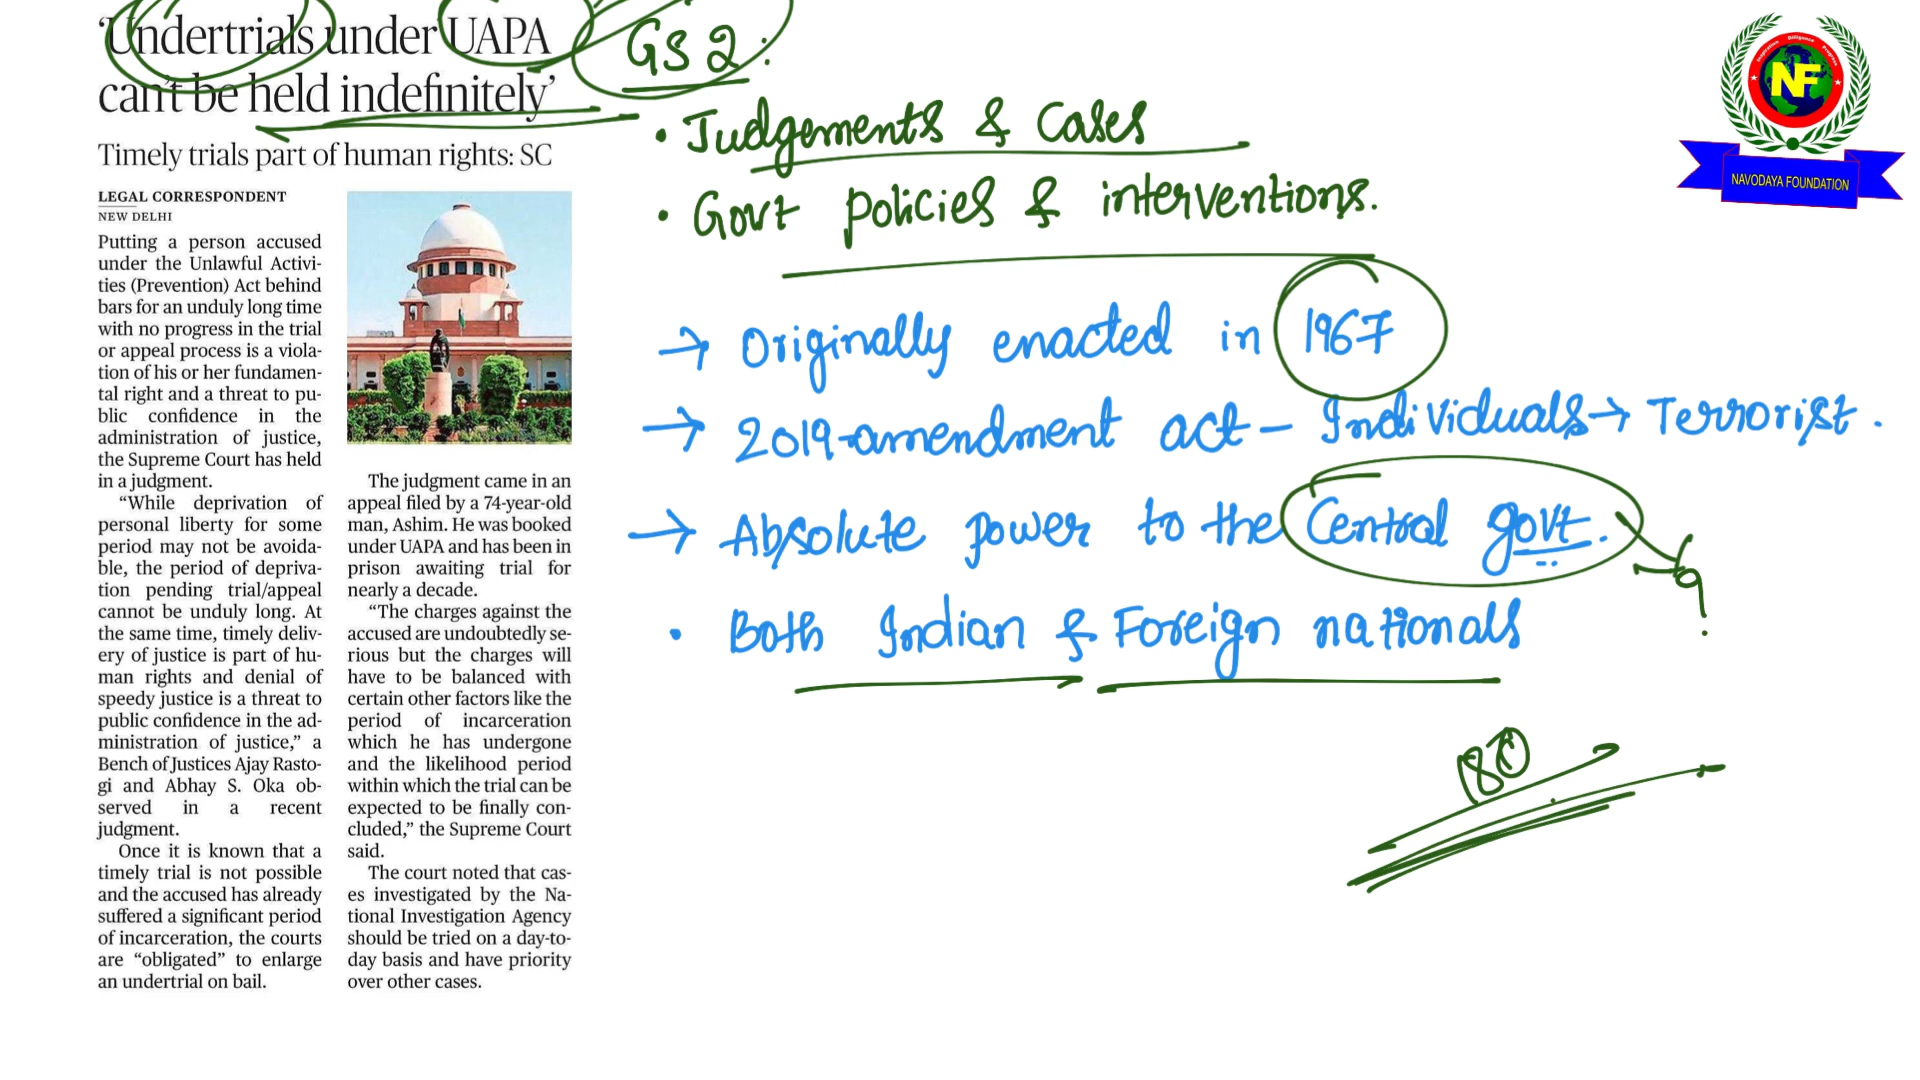 ‘Undertrials under UAPA
can’t be held indefinitely’
Timely trials part of human rights: SC
LEGAL CORRESPONDENT
NEW DELHI
Putting a person accused
under the Unlawful Activi-
ties (Prevention) Act behind
bars for an unduly long time
with no progress in the trial
or appeal process is a viola-
tion of his or her fundamen-
tal right and a threat to pu-
blic confidence in the
administration of justice,
the Supreme Court has held
in a judgment.
“While deprivation of
personal liberty for some
period may not be avoida-
ble, the period of depriva-
tion pending trial/appeal
cannot be unduly long. At
the same time, timely deliv-
ery of justice is part of hu-
man rights and denial of
speedy justice is a threat to
public confidence in the ad-
ministration of justice,” a
Bench of Justices Ajay Rasto-
gi and Abhay S. Oka ob-
served in a recent
judgment.
Once it is known that a
timely trial is not possible
and the accused has already
suffered a significant period
of incarceration, the courts
are “obligated” to enlarge
an undertrial on bail.
The judgment came in an
appeal filed by a 74-year-old
man, Ashim. He was booked
under UAPA and has been in
prison awaiting trial for
nearly a decade.
“The charges against the
accused are undoubtedly se-
rious but the charges will
have to be balanced with
certain other factors like the
period of incarceration
which he has undergone
and the likelihood period
within which the trial can be
expected to be finally con-
cluded,” the Supreme Court
said.
The court noted that cas-
es investigated by the Na-
tional Investigation Agency
should be tried on a day-to-
day basis and have priority
over other cases.
GS 2:
• Judgements & Cases
• Govt policies & interventions.
→ Originally enacted in 1967
→ 2019-amendment act – Individuals → Terrorist.
→ Absolute power to the Central govt.
• Both Indian & Foreign nationals
NF
NAVODAYA FOUNDATION